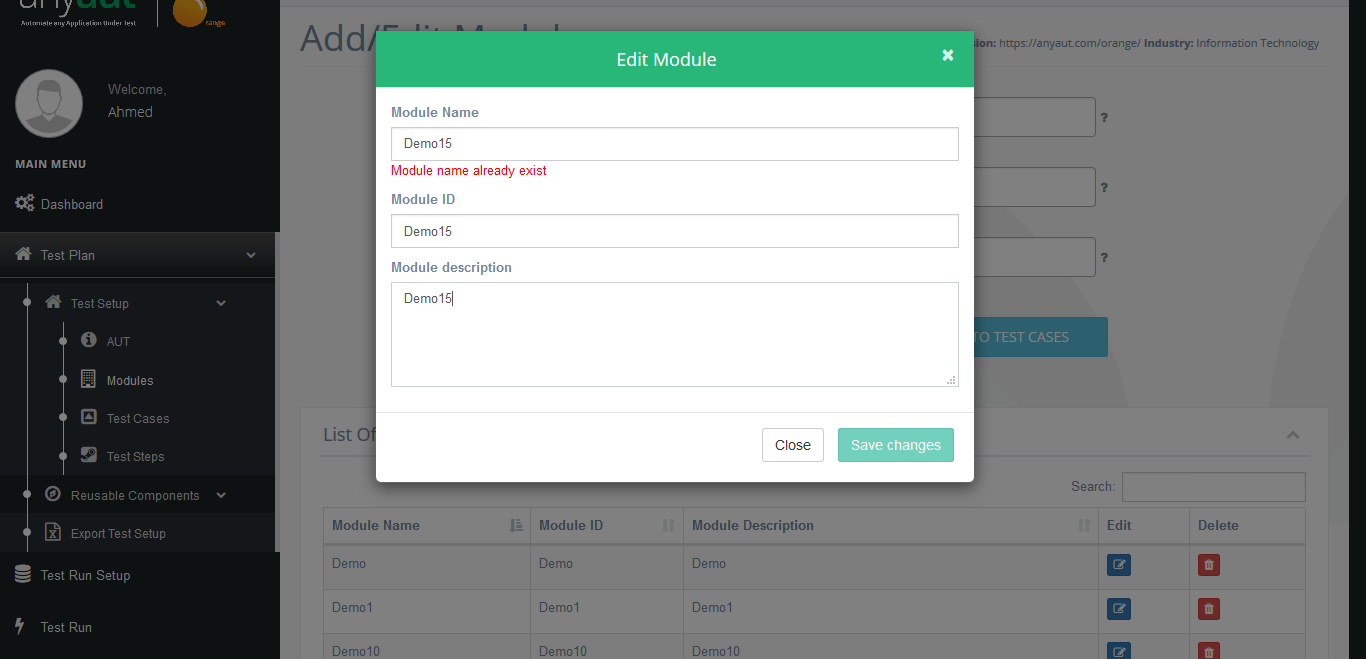 anyaut
Automate any Application Under Test
range
Welcome,
Ahmed
MAIN MENU
Dashboard
Test Plan
Test Setup
AUT
Modules
Test Cases
Test Steps
Reusable Components
Export Test Setup
Test Run Setup
Test Run
Add/Edit Modul
sion: https://anyaut.com/orange/ Industry: Information Technology
?
?
?
TO TEST CASES
Edit Module
×
Module Name
Demo15
Module name already exist
Module ID
Demo15
Module description
Demo15
Close
Save changes
List Of
Search:
Module Name Module ID Module Description Edit Delete
Demo Demo Demo
Demo1 Demo1 Demo1
Demo10 Demo10 Demo10